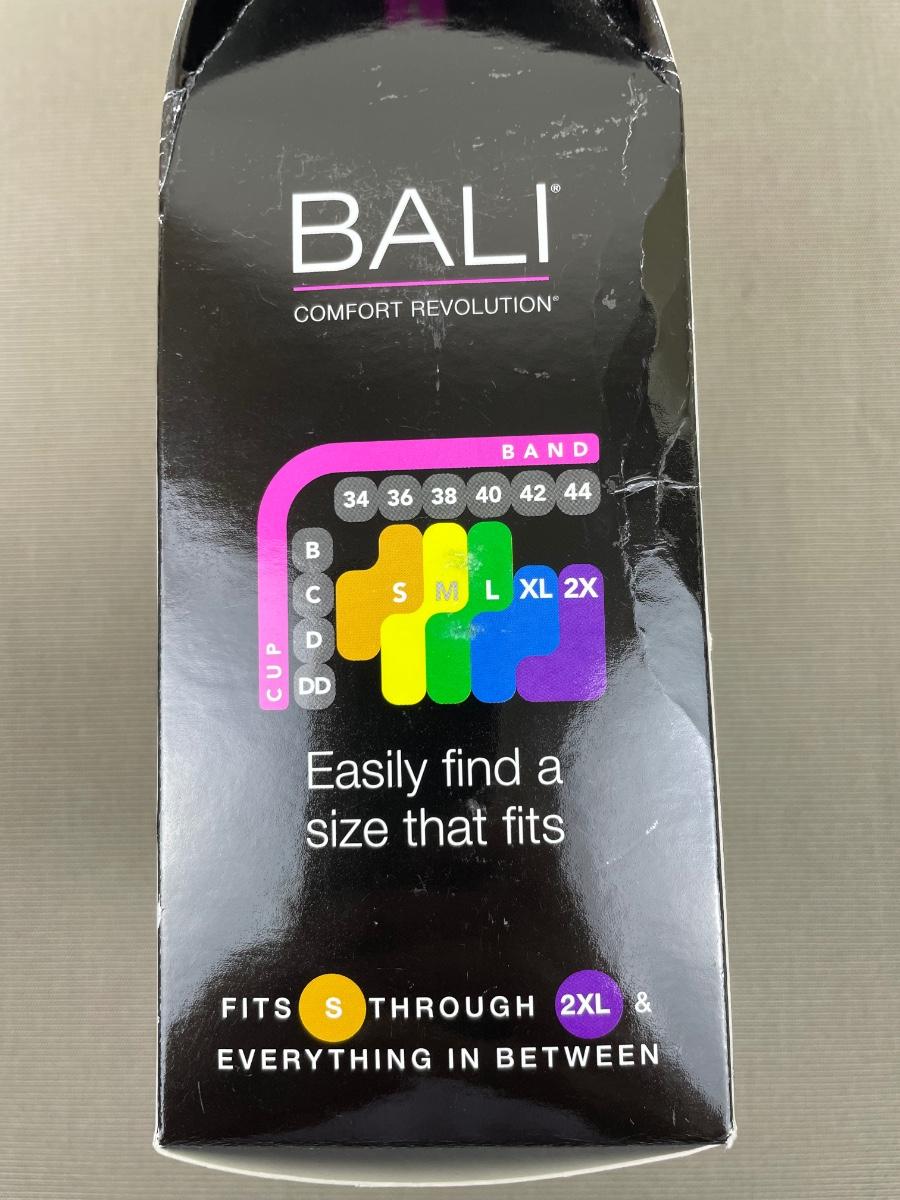 BALI®
COMFORT REVOLUTION®
BAND
34 36 38 40 42 44
B
C S M L XL 2X
D
DD
CUP
Easily find a
size that fits
FITS S THROUGH 2XL &
EVERYTHING IN BETWEEN